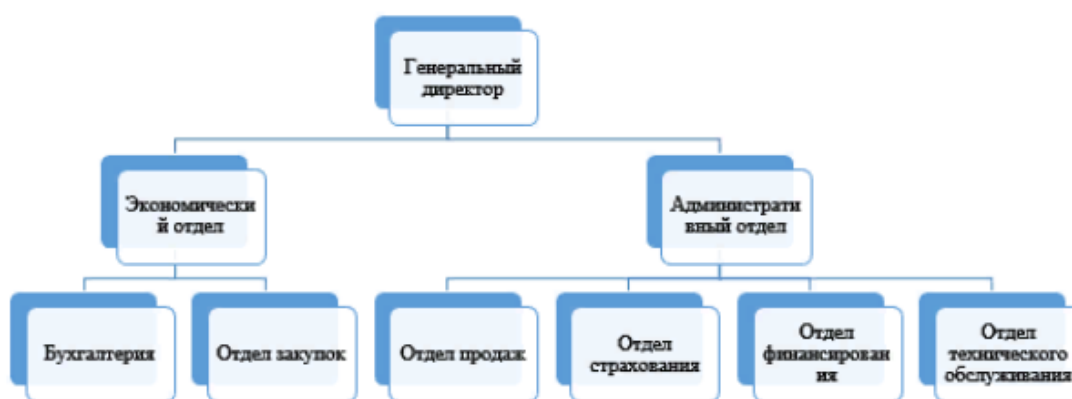 Генеральный
директор
Экономически
й отдел
Администрати
вный отдел
Бухгалтерия
Отдел закупок
Отдел продаж
Отдел
страхования
Отдел
финансирован
ия
Отдел
технического
обслуживания